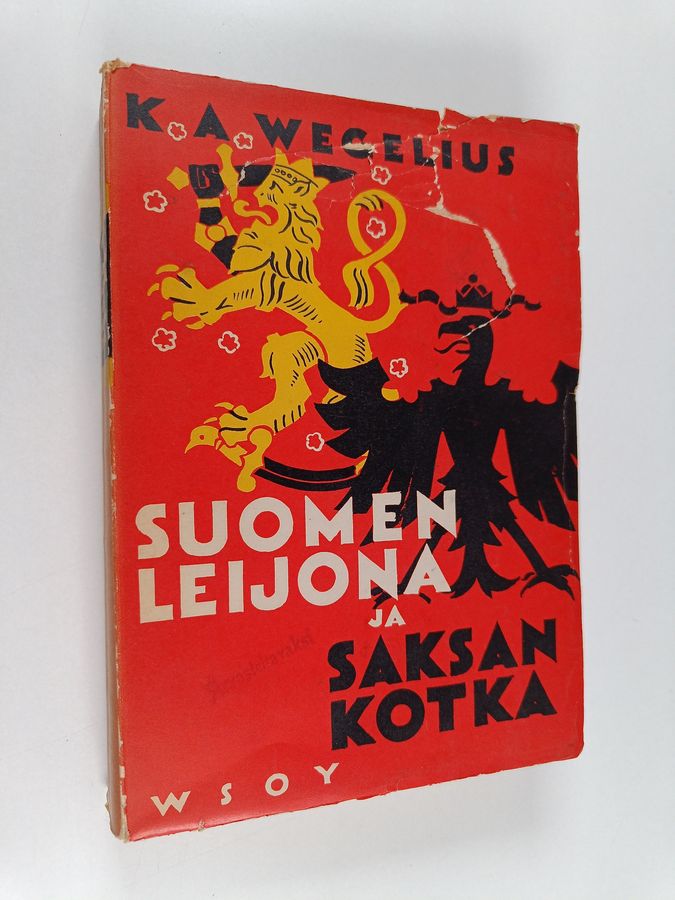 K. A. WEGELIUS
SUOMEN
LEIJONA
JA
SAKSAN
KOTKA
WSOY